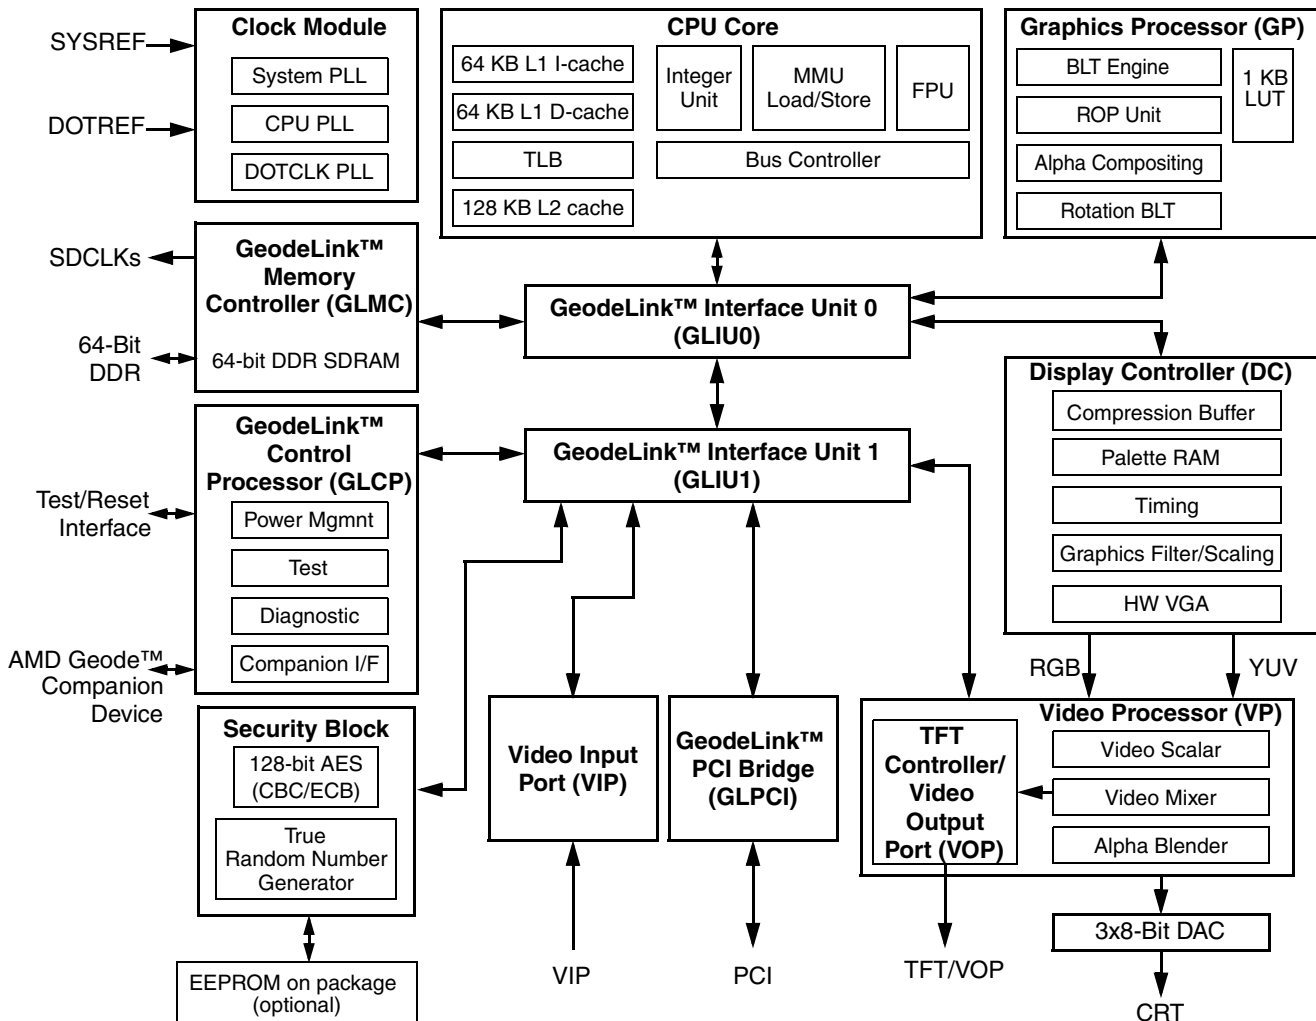 SYSREF
DOTREF
Clock Module
System PLL
CPU PLL
DOTCLK PLL
CPU Core
64 KB L1 I-cache
64 KB L1 D-cache
TLB
128 KB L2 cache
Integer
Unit
MMU
Load/Store
FPU
Bus Controller
Graphics Processor (GP)
BLT Engine
ROP Unit
Alpha Compositing
Rotation BLT
1 KB
LUT
SDCLKs
64-Bit
DDR
GeodeLink™
Memory
Controller (GLMC)
64-bit DDR SDRAM
GeodeLink™ Interface Unit 0
(GLIU0)
Display Controller (DC)
Compression Buffer
Palette RAM
Timing
Graphics Filter/Scaling
HW VGA
Test/Reset
Interface
AMD Geode™
Companion
Device
GeodeLink™
Control
Processor (GLCP)
Power Mgmnt
Test
Diagnostic
Companion I/F
GeodeLink™ Interface Unit 1
(GLIU1)
RGB
YUV
Security Block
128-bit AES
(CBC/ECB)
True
Random Number
Generator
EEPROM on package
(optional)
Video Input
Port (VIP)
VIP
GeodeLink™
PCI Bridge
(GLPCI)
PCI
Video Processor (VP)
TFT
Controller/
Video
Output
Port (VOP)
Video Scalar
Video Mixer
Alpha Blender
TFT/VOP
3x8-Bit DAC
CRT